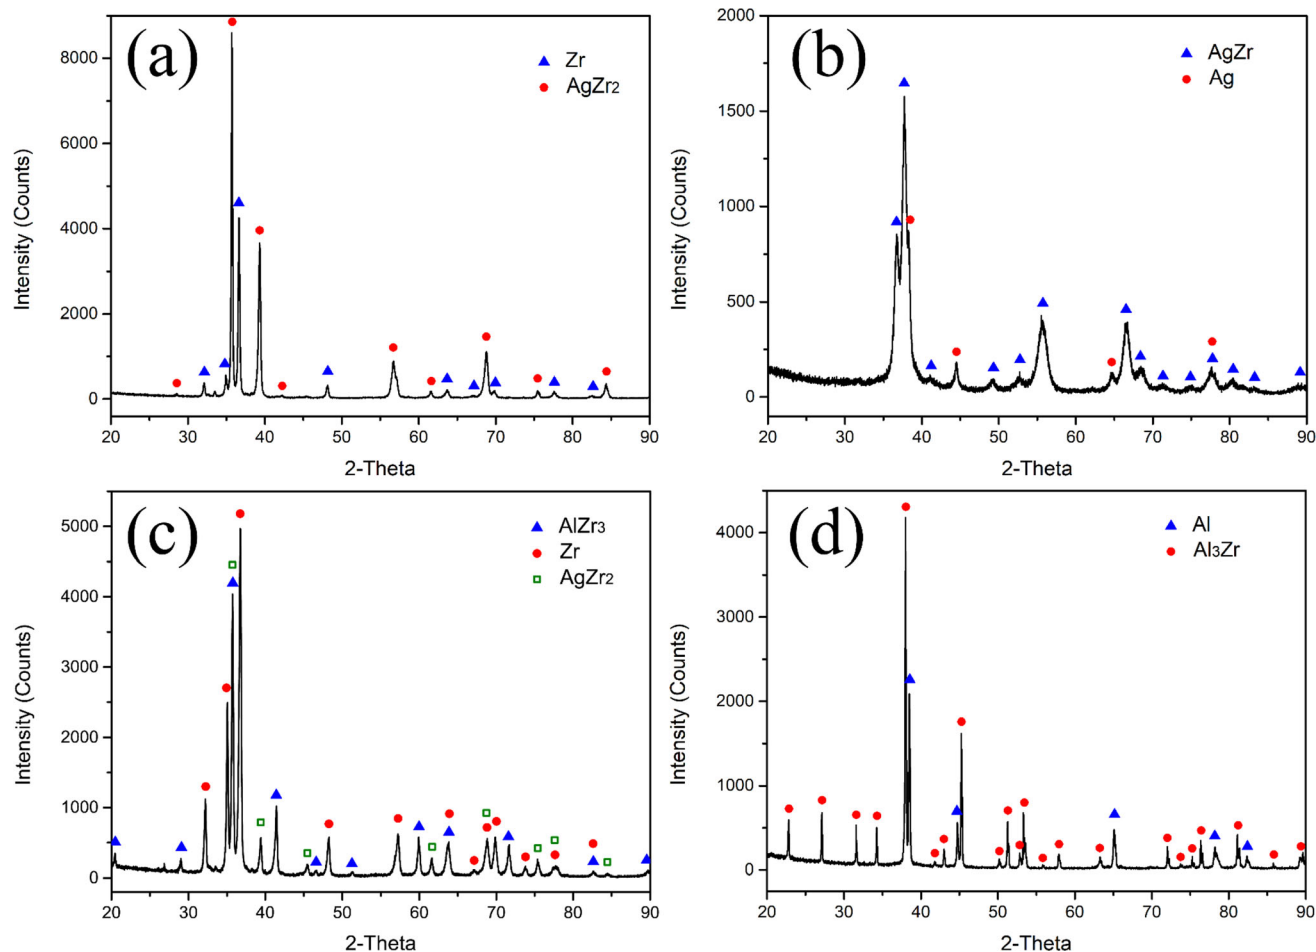 (a)
Zr
AgZr2
Intensity (Counts)
8000
6000
4000
2000
0
20 30 40 50 60 70 80 90
2-Theta
(b)
AgZr
Ag
Intensity (Counts)
2000
1500
1000
500
0
20 30 40 50 60 70 80 90
2-Theta
(c)
AlZr3
Zr
AgZr2
Intensity (Counts)
5000
4000
3000
2000
1000
0
20 30 40 50 60 70 80 90
2-Theta
(d)
Al
Al3Zr
Intensity (Counts)
4000
3000
2000
1000
0
20 30 40 50 60 70 80 90
2-Theta